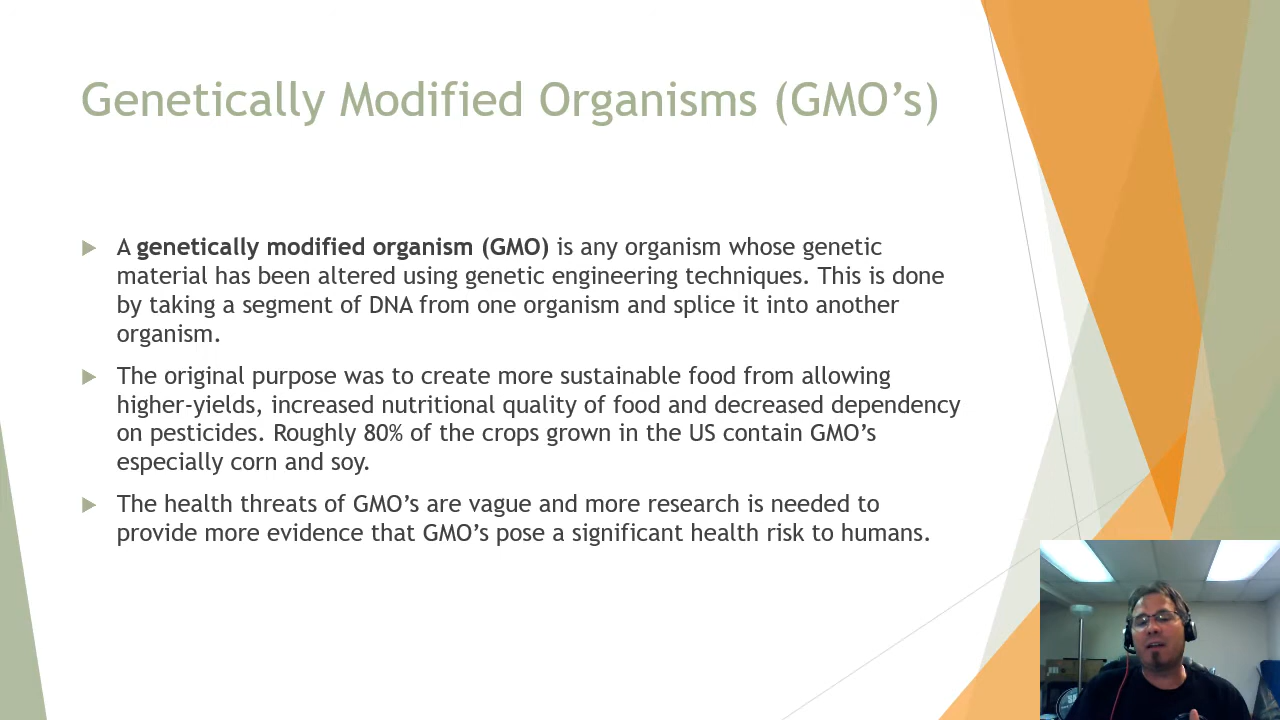 Genetically Modified Organisms (GMO’s)
A genetically modified organism (GMO) is any organism whose genetic
material has been altered using genetic engineering techniques. This is done
by taking a segment of DNA from one organism and splice it into another
organism.
The original purpose was to create more sustainable food from allowing
higher-yields, increased nutritional quality of food and decreased dependency
on pesticides. Roughly 80% of the crops grown in the US contain GMO’s
especially corn and soy.
The health threats of GMO’s are vague and more research is needed to
provide more evidence that GMO’s pose a significant health risk to humans.